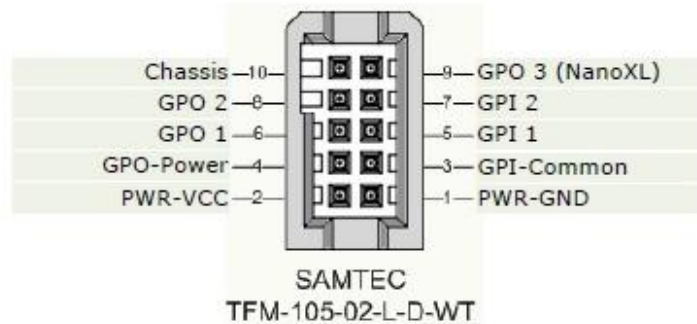 Chassis 10 9 GPO 3 (NanoXL)
GPO 2 8 7 GPI 2
GPO 1 6 5 GPI 1
GPO-Power 4 3 GPI-Common
PWR-VCC 2 1 PWR-GND
SAMTEC
TFM-105-02-L-D-WT